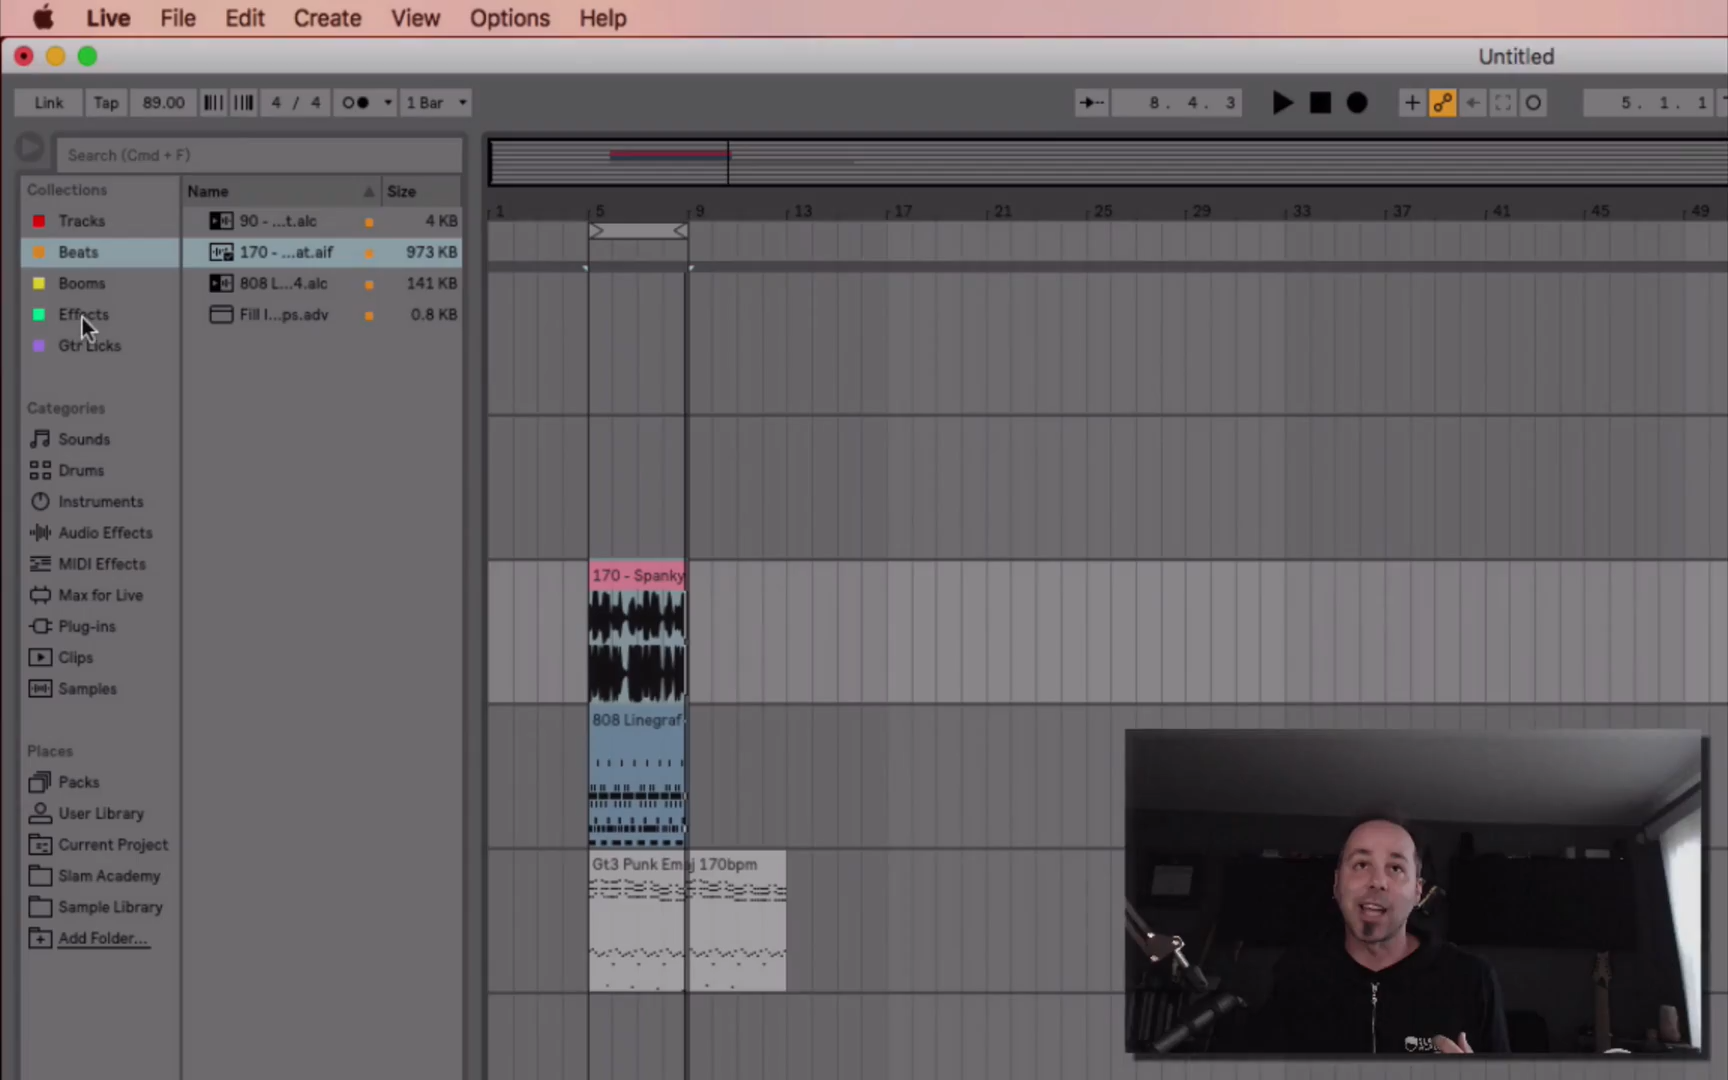 Live File Edit Create View Options Help
Untitled
Link Tap 89.00 4 / 4 1 Bar 8. 4. 3 5. 1. 1
Search (Cmd + F)
Collections Name Size
Tracks 90 - ...t.alc 4 KB
Beats 170 - ...at.aif 973 KB
Booms 808 L...4.alc 141 KB
Effects Fill I...ps.adv 0.8 KB
Gtr Licks
1 5 9 13 17 21 25 29 33 37 41 45 49
Categories
Sounds
Drums
Instruments
Audio Effects
MIDI Effects
Max for Live
Plug-ins
Clips
Samples
Places
Packs
User Library
Current Project
Slam Academy
Sample Library
Add Folder...
170 - Spanky
808 Linegraf
Gt3 Punk Emaj 170bpm